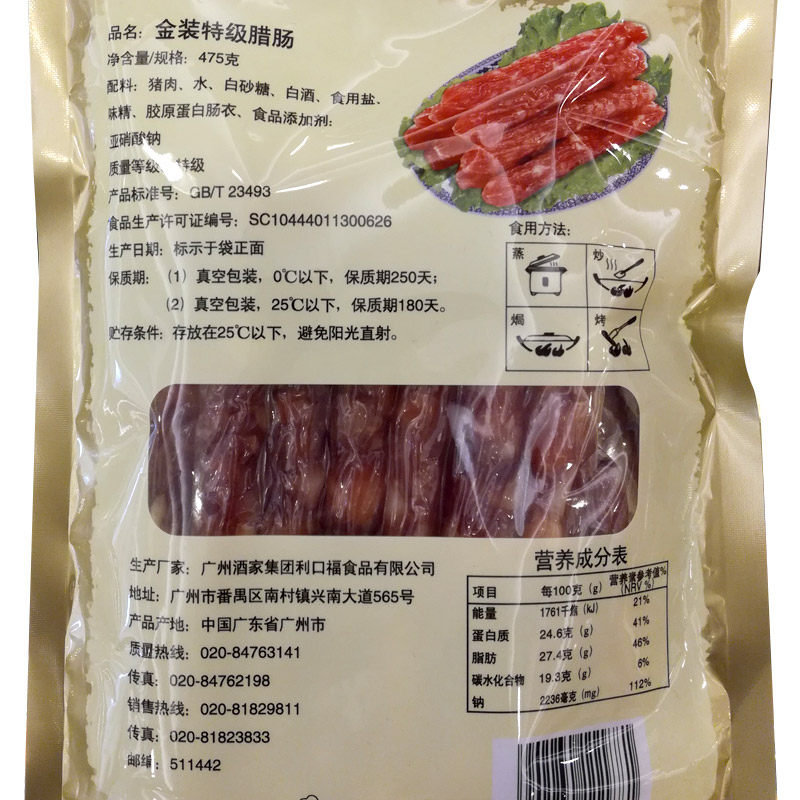 品名：金装特级腊肠
净含量/规格：475克
配料：猪肉、水、白砂糖、白酒、食用盐、
味精、胶原蛋白肠衣、食品添加剂：
亚硝酸钠
质量等级：特级
产品标准号：GB/T 23493
食品生产许可证编号：SC10444011300626
生产日期：标示于袋正面
保质期：（1）真空包装，0℃以下，保质期250天；
（2）真空包装，25℃以下，保质期180天。
贮存条件：存放在25℃以下，避免阳光直射。
食用方法：
蒸 炒
焗 烤
生产厂家：广州酒家集团利口福食品有限公司
地址：广州市番禺区南村镇兴南大道565号
产品产地：中国广东省广州市
质监热线：020-84763141
传真：020-84762198
销售热线：020-81829811
传真：020-81823833
邮编：511442
营养成分表
项目 每100克（g） 营养素参考值%（NRV %）
能量 1761千焦（kJ） 21%
蛋白质 24.6克（g） 41%
脂肪 27.4克（g） 46%
碳水化合物 19.3克（g） 6%
钠 2236毫克（mg） 112%